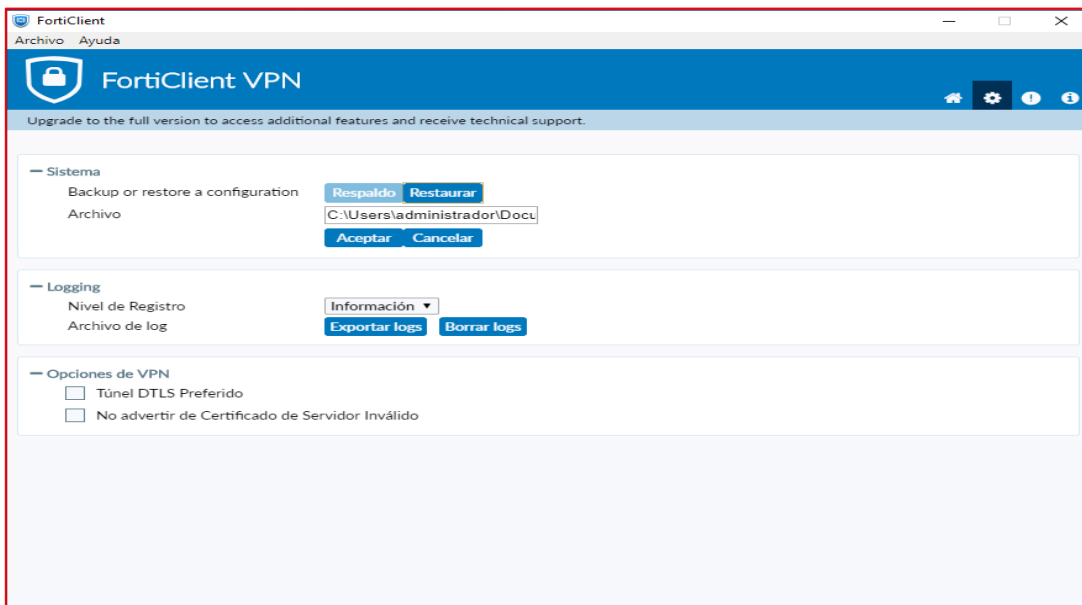 FortiClient
Archivo Ayuda
FortiClient VPN
Upgrade to the full version to access additional features and receive technical support.
Sistema
Backup or restore a configuration Respaldo Restaurar
Archivo C:\Users\administrador\Docu
Aceptar Cancelar
Logging
Nivel de Registro Información
Archivo de log Exportar logs Borrar logs
Opciones de VPN
Túnel DTLS Preferido
No advertir de Certificado de Servidor Inválido